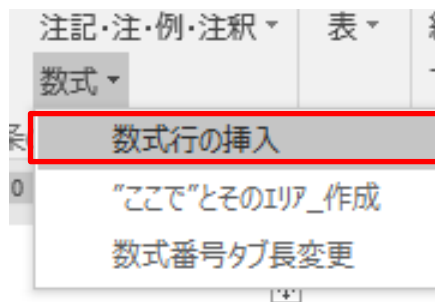 注記・注・例・注釈 表
数式
数式行の挿入
0
"ここで"とそのｴﾘｱ_作成
数式番号タブ長変更